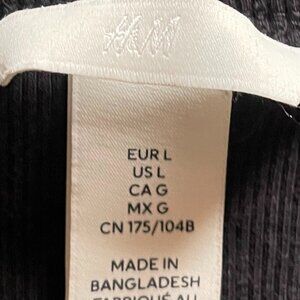 H&M
EUR L
US L
CA G
MX G
CN 175/104B
MADE IN
BANGLADESH
FABRIQUÉ AU